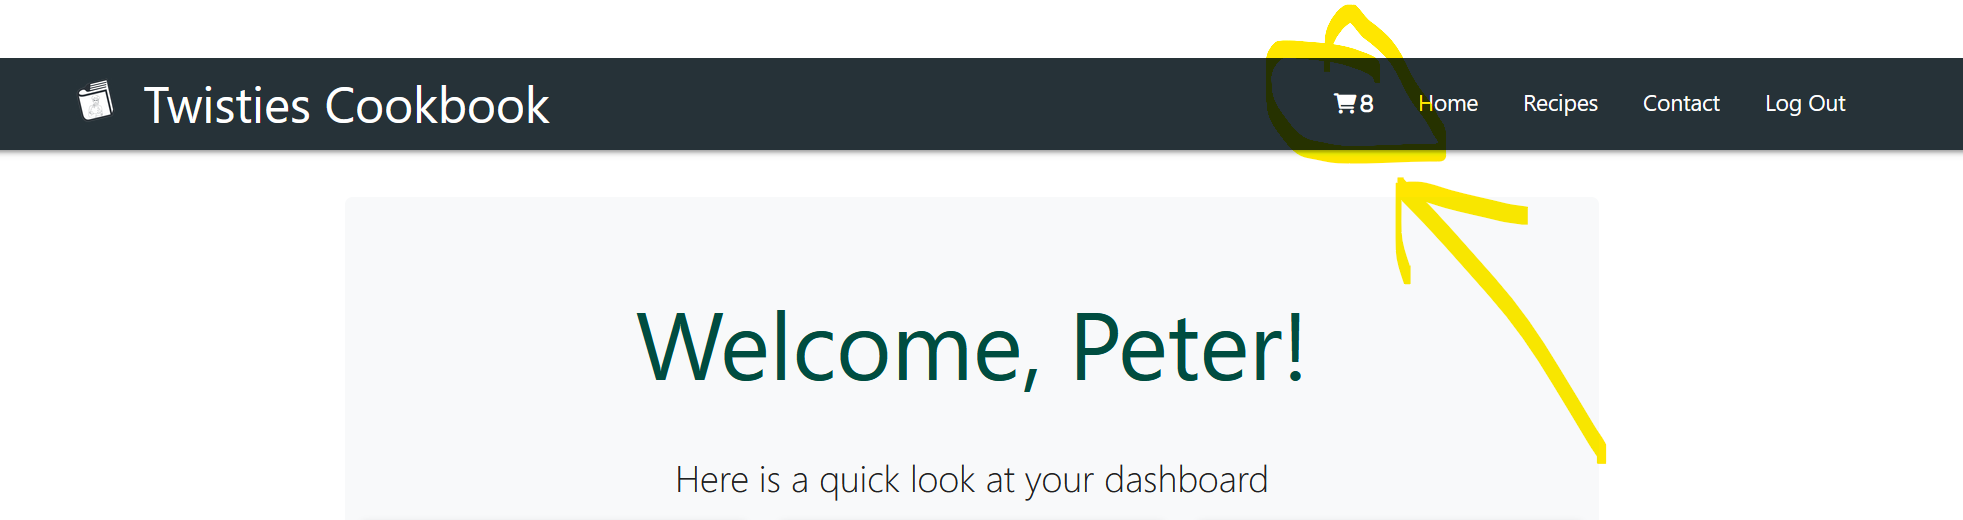 Twisties Cookbook 8 Home Recipes Contact Log Out
Welcome, Peter!
Here is a quick look at your dashboard